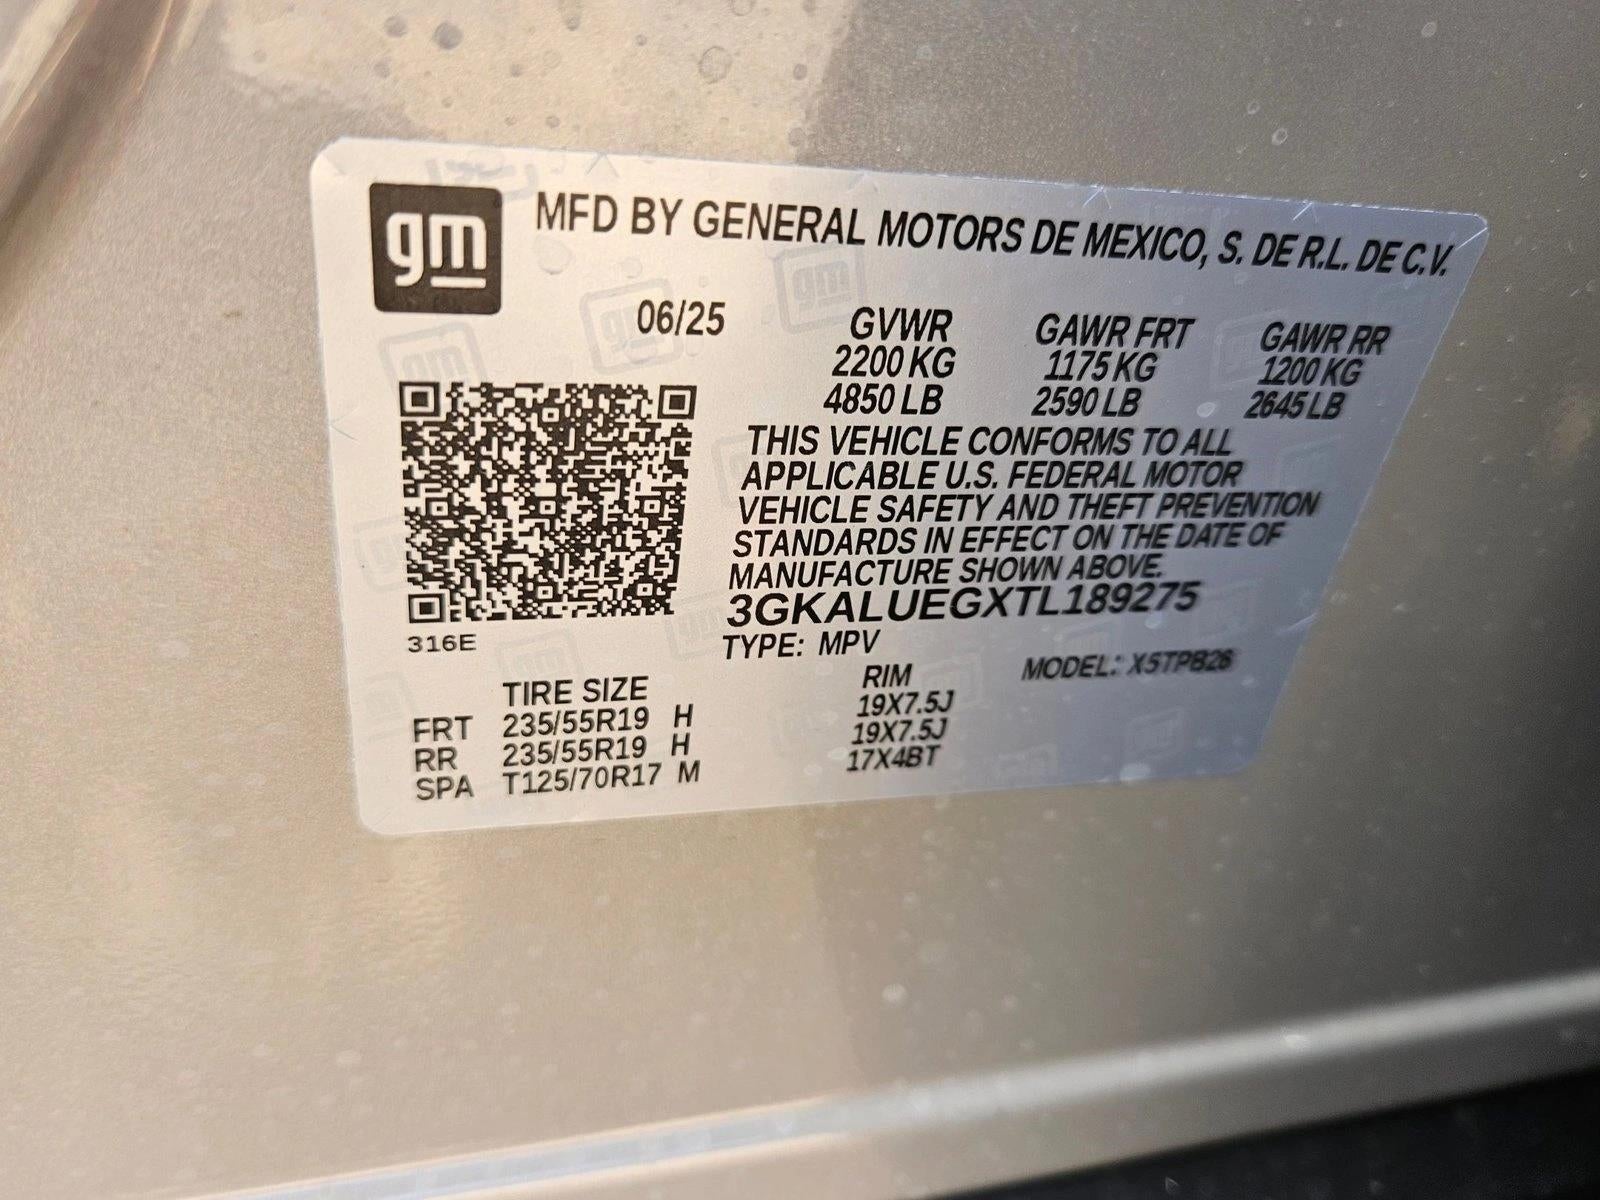 gm
MFD BY GENERAL MOTORS DE MEXICO, S. DE R.L. DE C.V.
06/25
GVWR GAWR FRT GAWR RR
2200 KG 1175 KG 1200 KG
4850 LB 2590 LB 2645 LB
THIS VEHICLE CONFORMS TO ALL
APPLICABLE U.S. FEDERAL MOTOR
VEHICLE SAFETY AND THEFT PREVENTION
STANDARDS IN EFFECT ON THE DATE OF
MANUFACTURE SHOWN ABOVE.
3GKALUEGXTL189275
316E
TYPE: MPV
MODEL: X5TPB26
TIRE SIZE RIM
FRT 235/55R19 H 19X7.5J
RR 235/55R19 H 19X7.5J
SPA T125/70R17 M 17X4BT